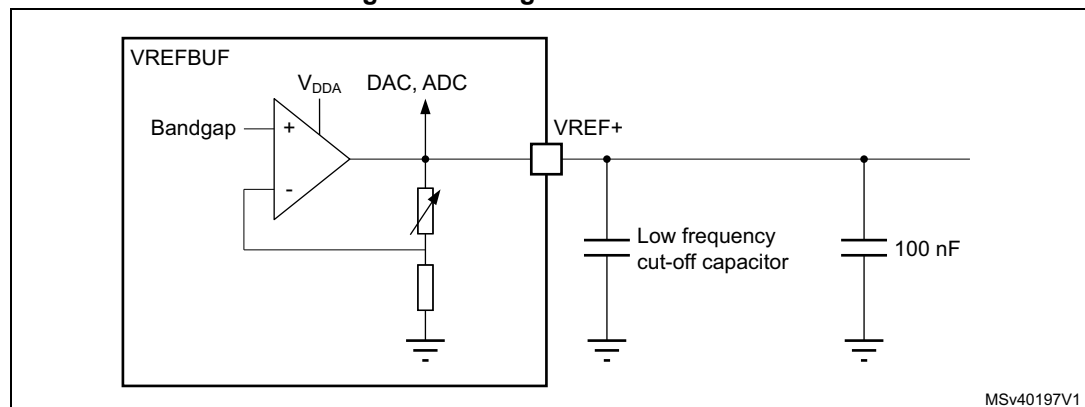 VREFBUF
VDDA
DAC, ADC
Bandgap
+
-
VREF+
Low frequency
cut-off capacitor
100 nF
MSv40197V1